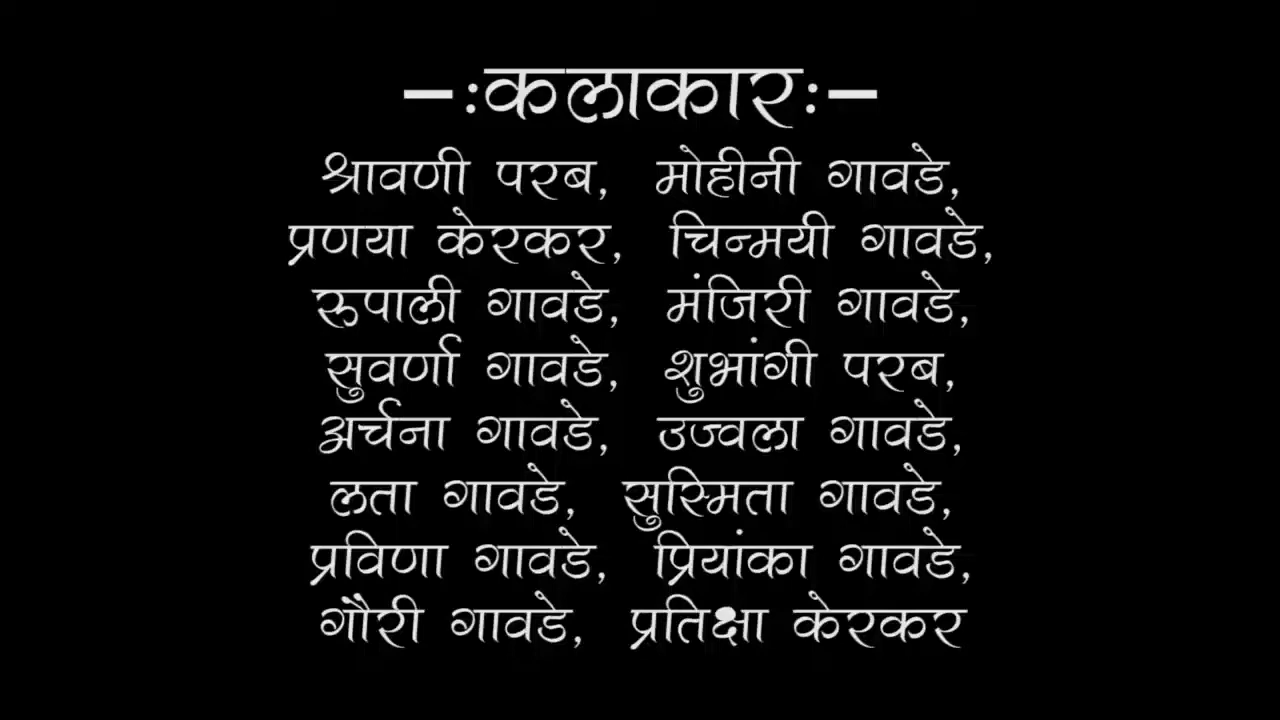 –:कलाकार:–
श्रावणी परब, मोहीनी गावडे,
प्रणया केरकर, चिन्मयी गावडे,
रुपाली गावडे, मंजिरी गावडे,
सुवर्णा गावडे, शुभांगी परब,
अर्चना गावडे, उज्वला गावडे,
लता गावडे, सुस्मिता गावडे,
प्रविणा गावडे, प्रियांका गावडे,
गौरी गावडे, प्रतिक्षा केरकर